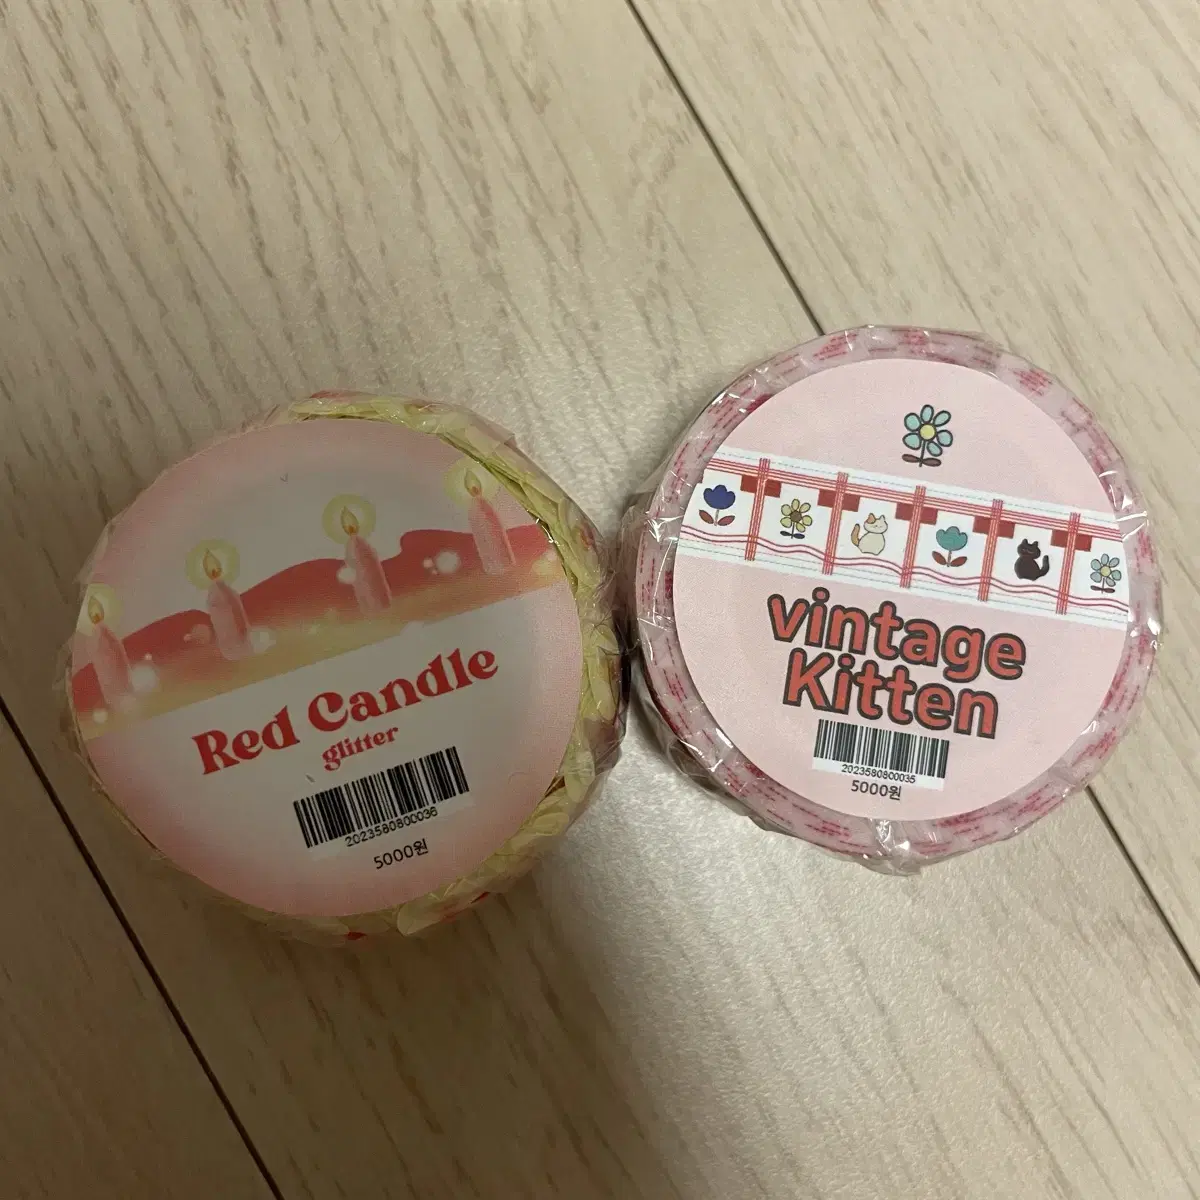 Red Candle
glitter
2023580800036
5000원
vintage
Kitten
2023580800035
5000원